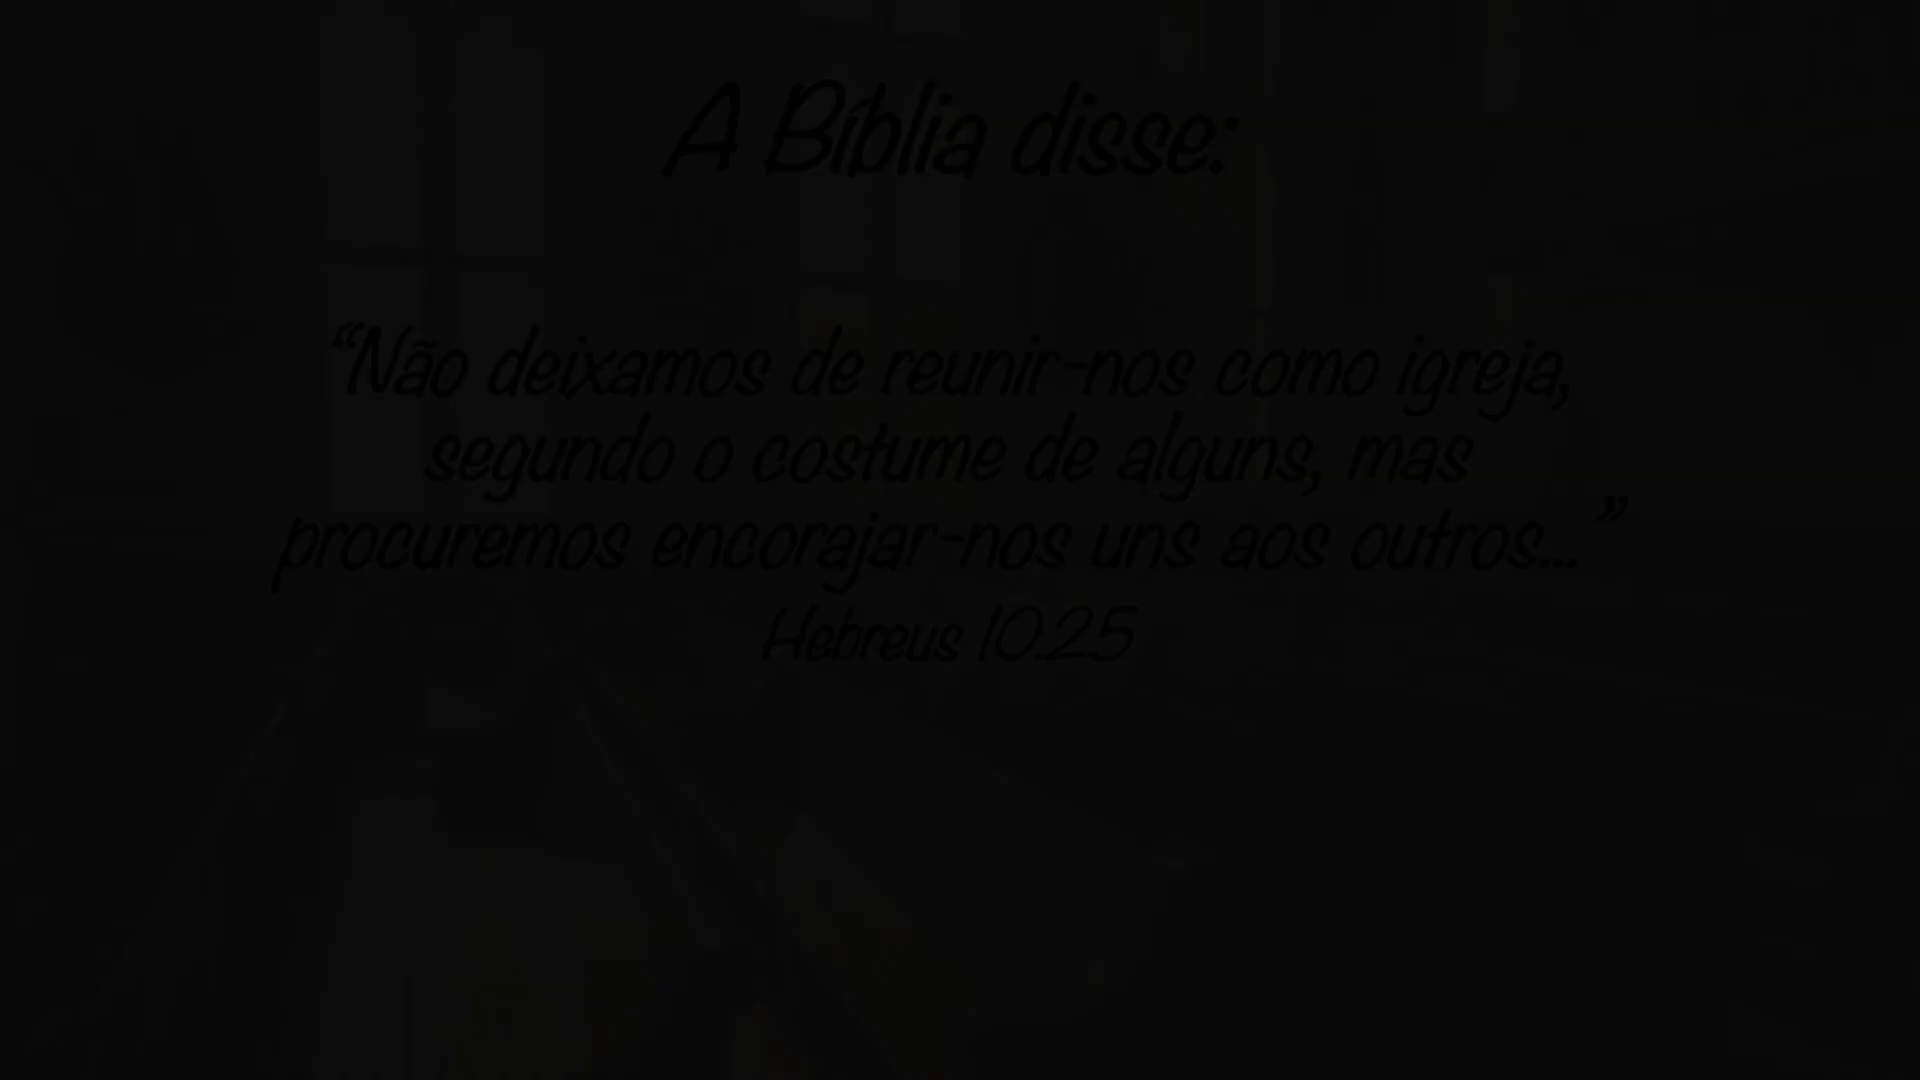 A Bíblia disse:
“Não deixamos de reunir-nos como igreja,
segundo o costume de alguns, mas
procuremos encorajar-nos uns aos outros... ”
Hebreus 10.25